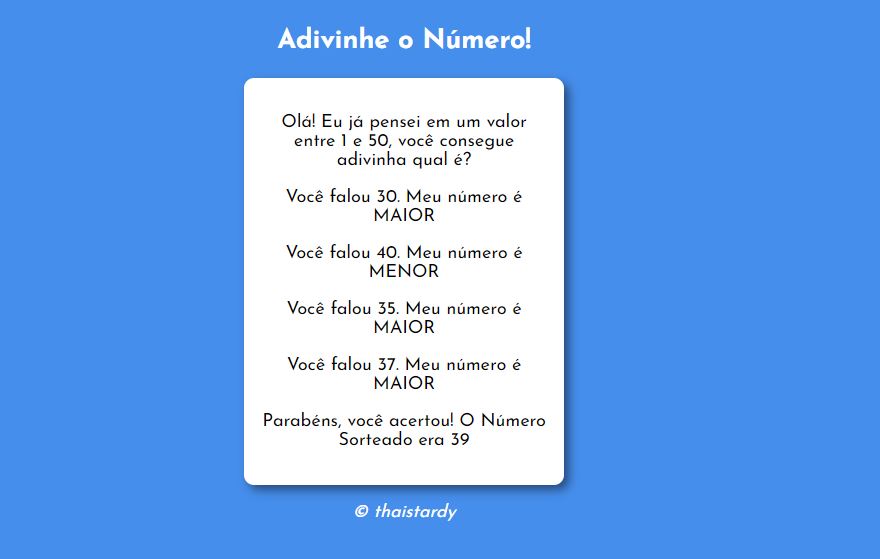 Adivinhe o Número!
Olá! Eu já pensei em um valor
entre 1 e 50, você consegue
adivinha qual é?
Você falou 30. Meu número é
MAIOR
Você falou 40. Meu número é
MENOR
Você falou 35. Meu número é
MAIOR
Você falou 37. Meu número é
MAIOR
Parabéns, você acertou! O Número
Sorteado era 39
© thaistardy